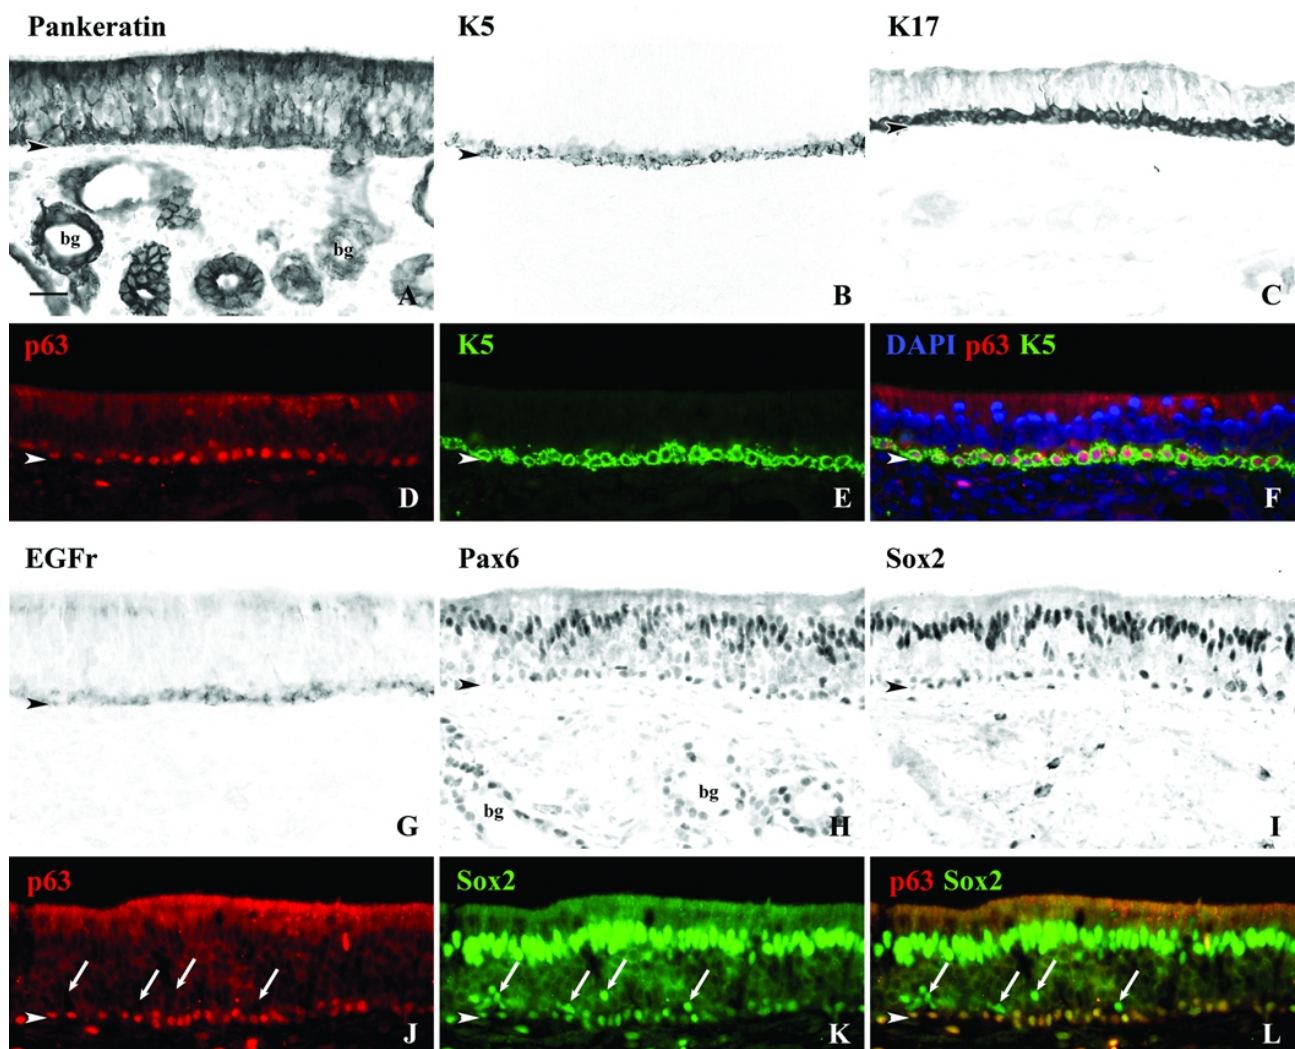 Pankeratin
K5
K17
bg
bg
A
B
C
p63
K5
DAPI p63 K5
D
E
F
EGFr
Pax6
Sox2
bg
bg
G
H
I
p63
Sox2
p63 Sox2
J
K
L